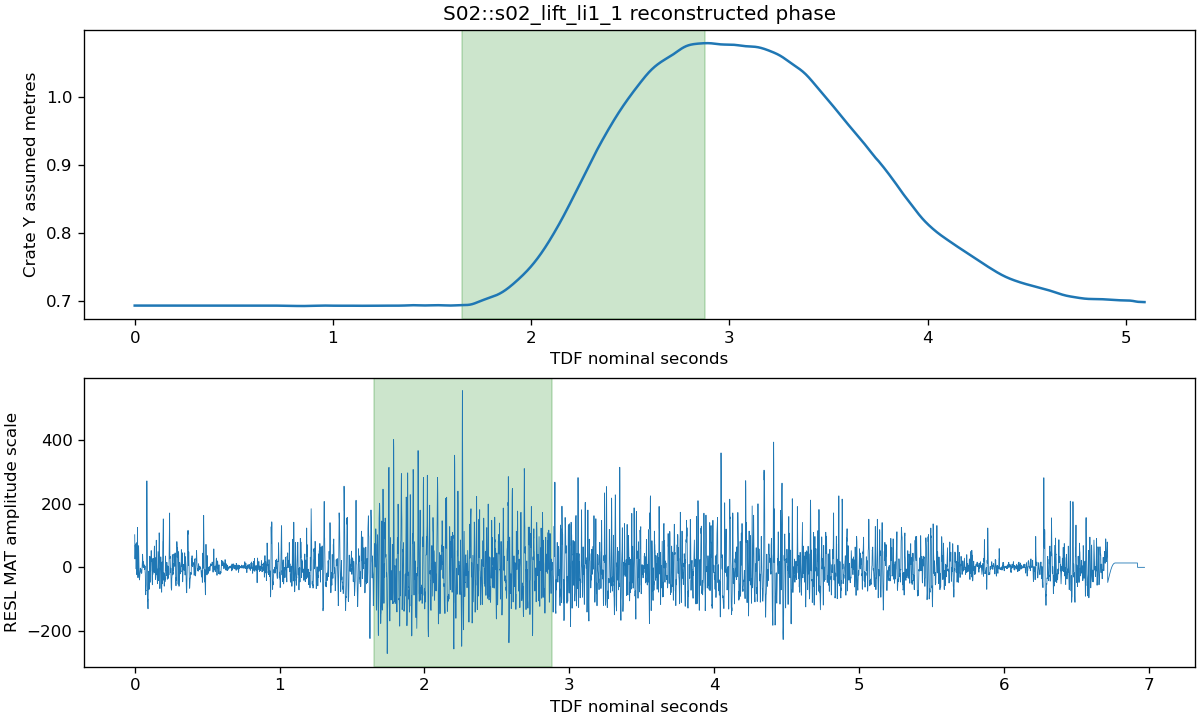 S02::s02_lift_li1_1 reconstructed phase
Crate Y assumed metres
1.0
0.9
0.8
0.7
0 1 2 3 4 5
TDF nominal seconds
RESL MAT amplitude scale
400
200
0
−200
0 1 2 3 4 5 6 7
TDF nominal seconds